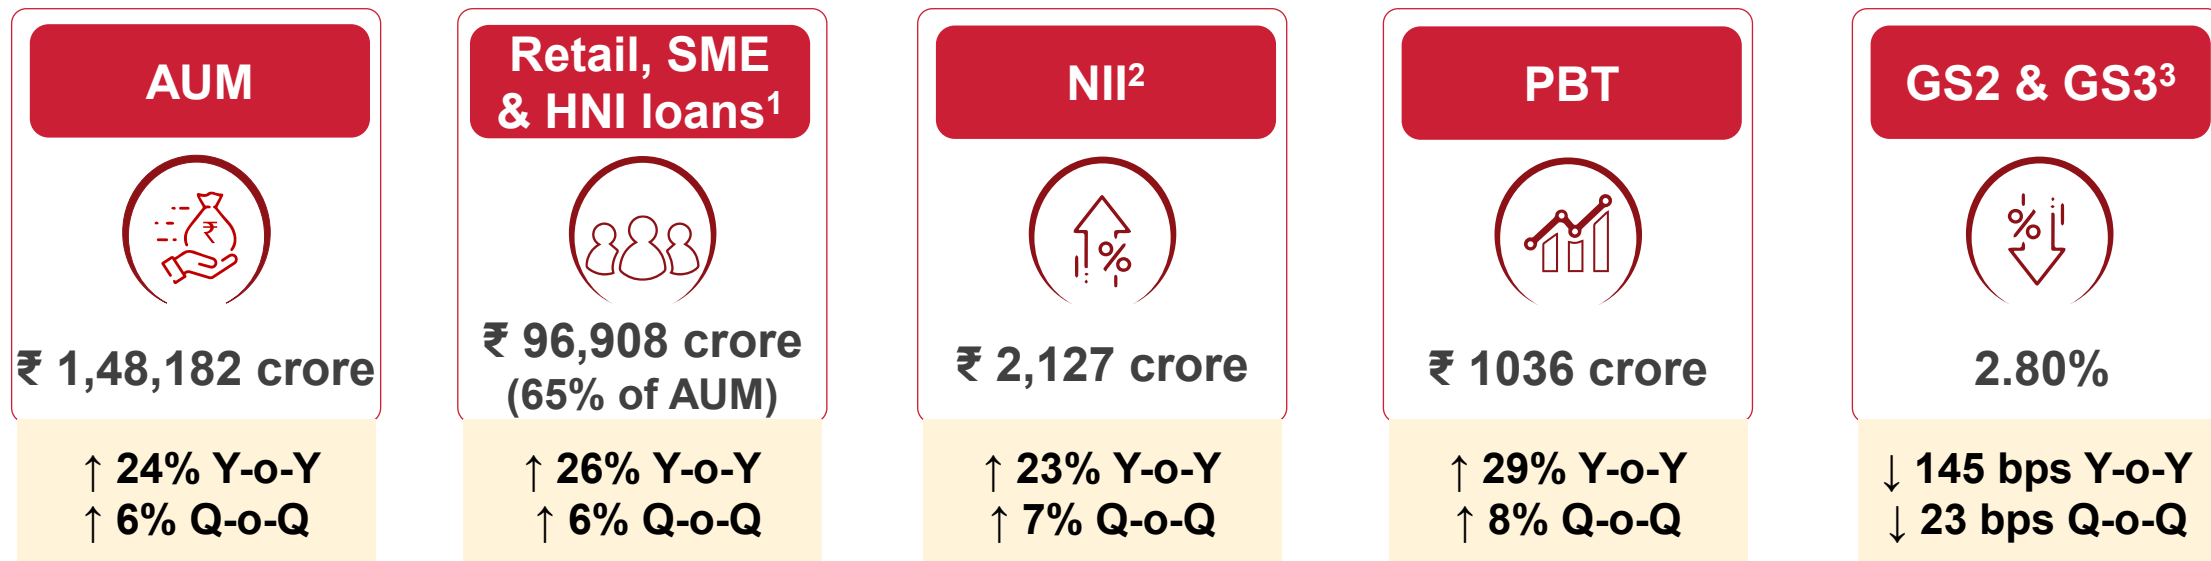 AUM
₹
₹ 1,48,182 crore
↑ 24% Y-o-Y
↑ 6% Q-o-Q
Retail, SME
& HNI loans¹
₹ 96,908 crore
(65% of AUM)
↑ 26% Y-o-Y
↑ 6% Q-o-Q
NII²
%
₹ 2,127 crore
↑ 23% Y-o-Y
↑ 7% Q-o-Q
PBT
₹ 1036 crore
↑ 29% Y-o-Y
↑ 8% Q-o-Q
GS2 & GS3³
%
2.80%
↓ 145 bps Y-o-Y
↓ 23 bps Q-o-Q